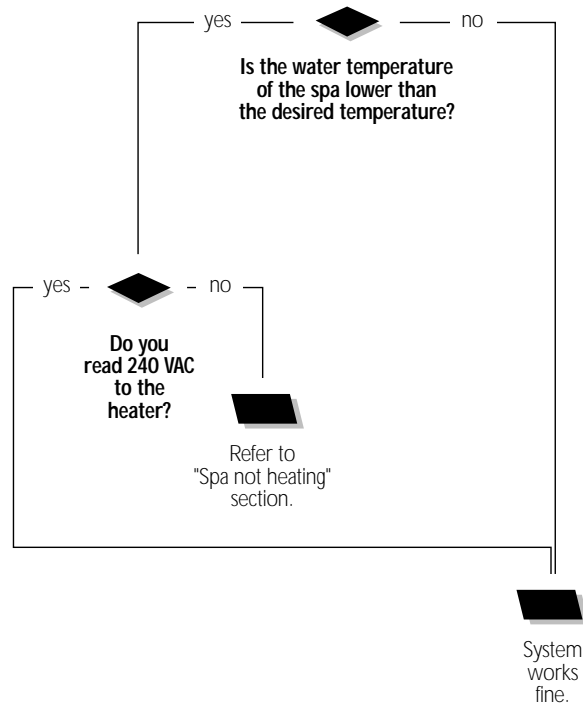 yes
no
Is the water temperature
of the spa lower than
the desired temperature?
yes
no
Do you
read 240 VAC
to the
heater?
Refer to
"Spa not heating"
section.
System
works
fine.